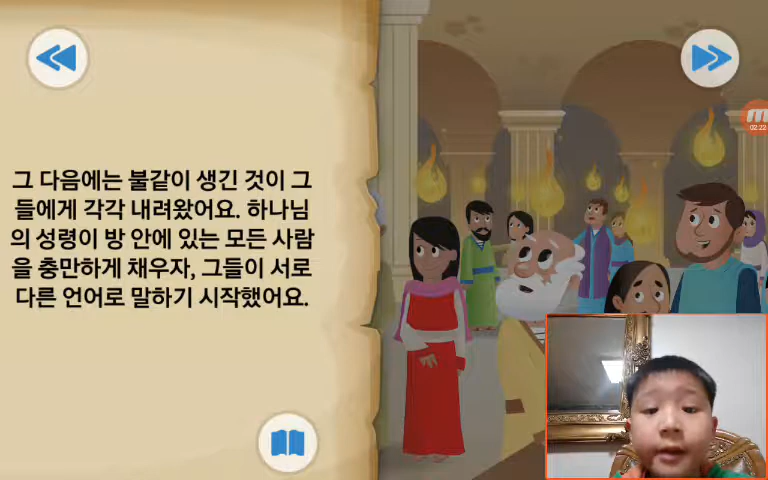 그 다음에는 불같이 생긴 것이 그
들에게 각각 내려왔어요. 하나님
의 성령이 방 안에 있는 모든 사람
을 충만하게 채우자, 그들이 서로
다른 언어로 말하기 시작했어요.
02:22